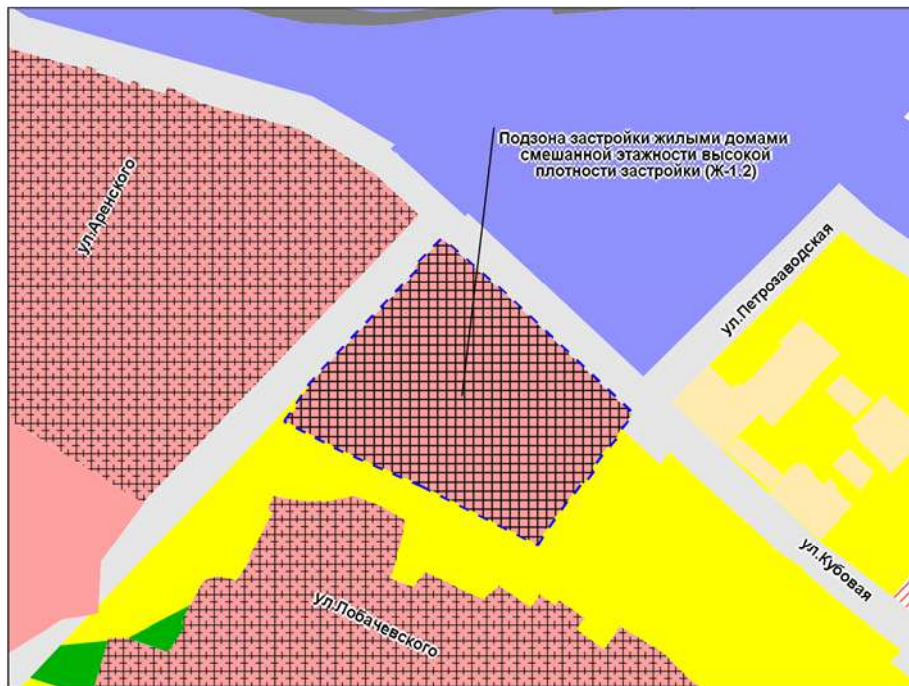 Подзона застройки жилыми домами
смешанной этажности высокой
плотности застройки (Ж-1.2)
ул.Аренского
ул.Петрозаводская
ул.Кубовая
ул.Лобачевского